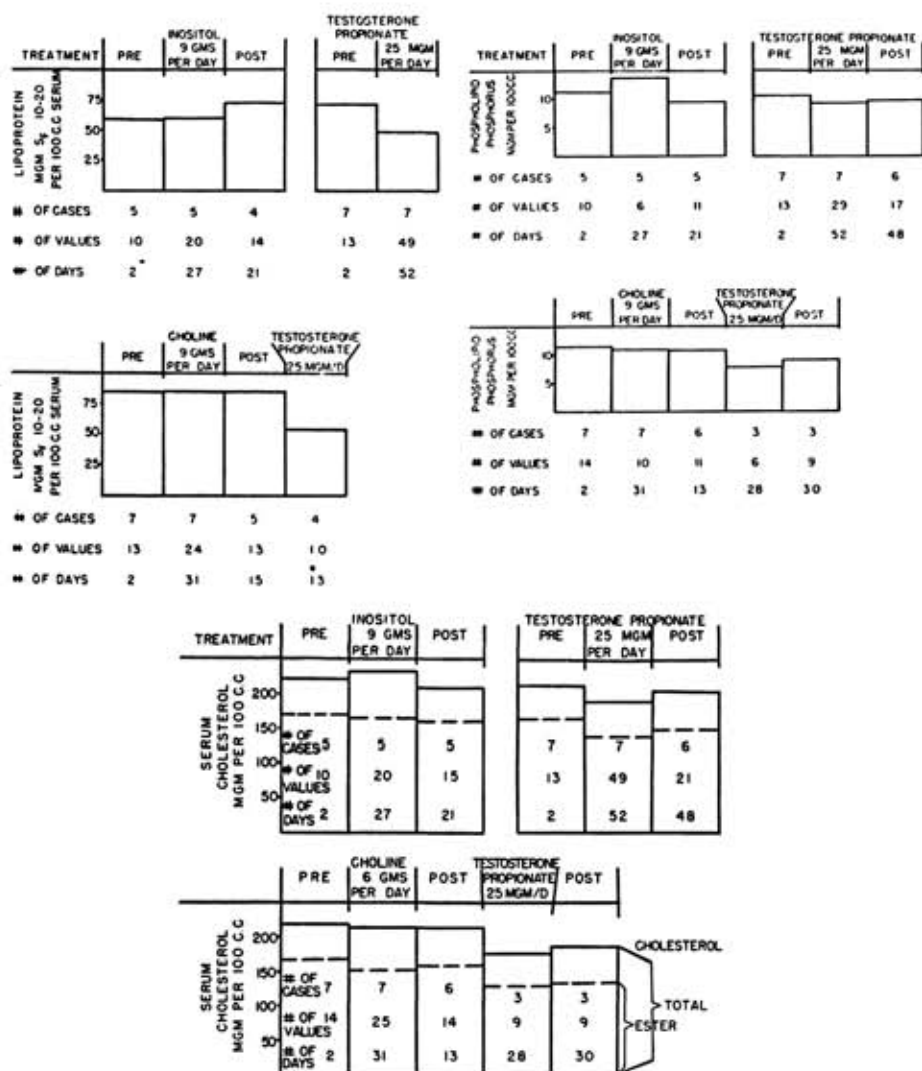 INOSITOL
TREATMENT PRE 9 GMS POST
PER DAY
TESTOSTERONE
PROPIONATE
PRE 25 MGM
PER DAY
LIPOPROTEIN
MGM Sf 10-20
PER 100 C.C SERUM
75
50
25
# OF CASES 5 5 4 7 7
# OF VALUES 10 20 14 13 49
# OF DAYS 2 27 21 2 52
INOSITOL
TREATMENT PRE 9 GMS POST
PER DAY
TESTOSTERONE PROPIONATE
PRE 25 MGM POST
PER DAY
PHOSPHOLIPID
PHOSPHORUS
MGM PER 100 CC
10
5
# OF CASES 5 5 5 7 7 6
# OF VALUES 10 6 11 13 29 17
# OF DAYS 2 27 21 2 52 48
CHOLINE
PRE 9 GMS POST
PER DAY
TESTOSTERONE
PROPIONATE
25 MGM/D
LIPOPROTEIN
MGM Sf 10-20
PER 100 C.C SERUM
75
50
25
# OF CASES 7 7 5 4
# OF VALUES 13 24 13 10
# OF DAYS 2 31 15 13
CHOLINE
PRE 9 GMS POST
PER DAY
TESTOSTERONE
PROPIONATE
25 MGM/D
POST
PHOSPHOLIPID
PHOSPHORUS
MGM PER 100 CC
10
5
# OF CASES 7 7 6 3 3
# OF VALUES 14 10 11 6 9
# OF DAYS 2 31 13 28 30
INOSITOL
TREATMENT PRE 9 GMS POST
PER DAY
TESTOSTERONE PROPIONATE
PRE 25 MGM POST
PER DAY
SERUM
CHOLESTEROL
MGM PER 100 C.C
200
150
100
50
# OF
CASES 5 5 5 7 7 6
# OF 10 20 15 13 49 21
VALUES
# OF
DAYS 2 27 21 2 52 48
CHOLINE
PRE 6 GMS POST
PER DAY
TESTOSTERONE
PROPIONATE
25 MGM/D
POST
SERUM
CHOLESTEROL
MGM PER 100 C C
200
150
100
50
# OF
CASES 7 7 6 3 3
# OF 14 25 14 9 9
VALUES
# OF
DAYS 2 31 13 28 30
CHOLESTEROL
TOTAL
ESTER